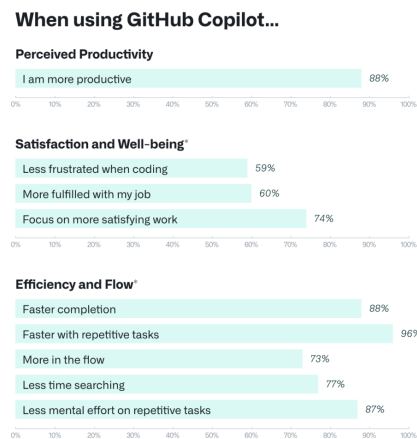 When using GitHub Copilot...
Perceived Productivity
I am more productive 88%
0% 10% 20% 30% 40% 50% 60% 70% 80% 90% 100%
Satisfaction and Well-being*
Less frustrated when coding 59%
More fulfilled with my job 60%
Focus on more satisfying work 74%
0% 10% 20% 30% 40% 50% 60% 70% 80% 90% 100%
Efficiency and Flow*
Faster completion 88%
Faster with repetitive tasks 96%
More in the flow 73%
Less time searching 77%
Less mental effort on repetitive tasks 87%
0% 10% 20% 30% 40% 50% 60% 70% 80% 90% 100%